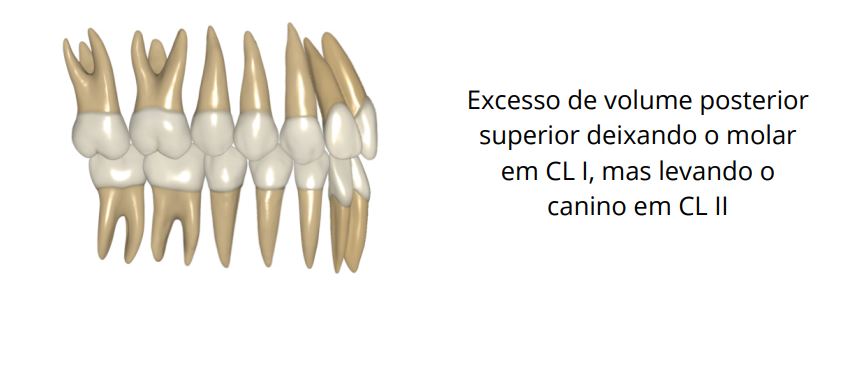 Excesso de volume posterior
superior deixando o molar
em CL I, mas levando o
canino em CL II